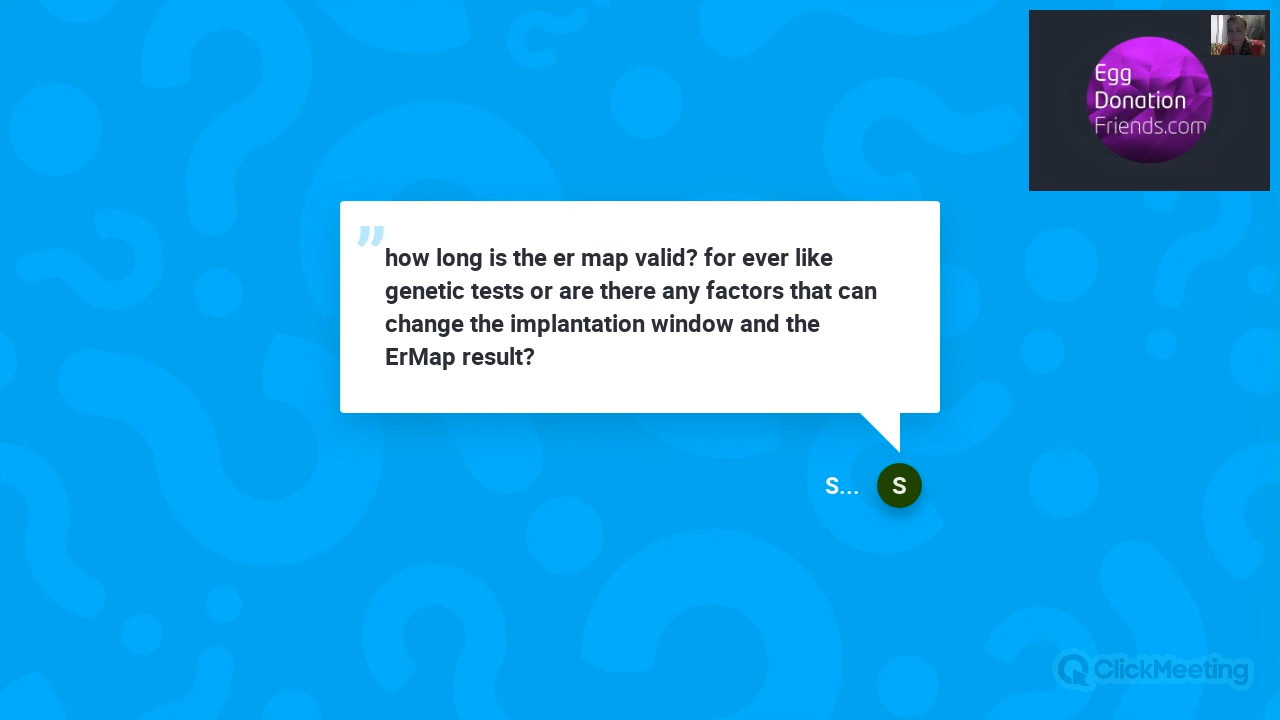 Egg
Donation
Friends.com
”
how long is the er map valid? for ever like
genetic tests or are there any factors that can
change the implantation window and the
ErMap result?
S... S
ClickMeeting